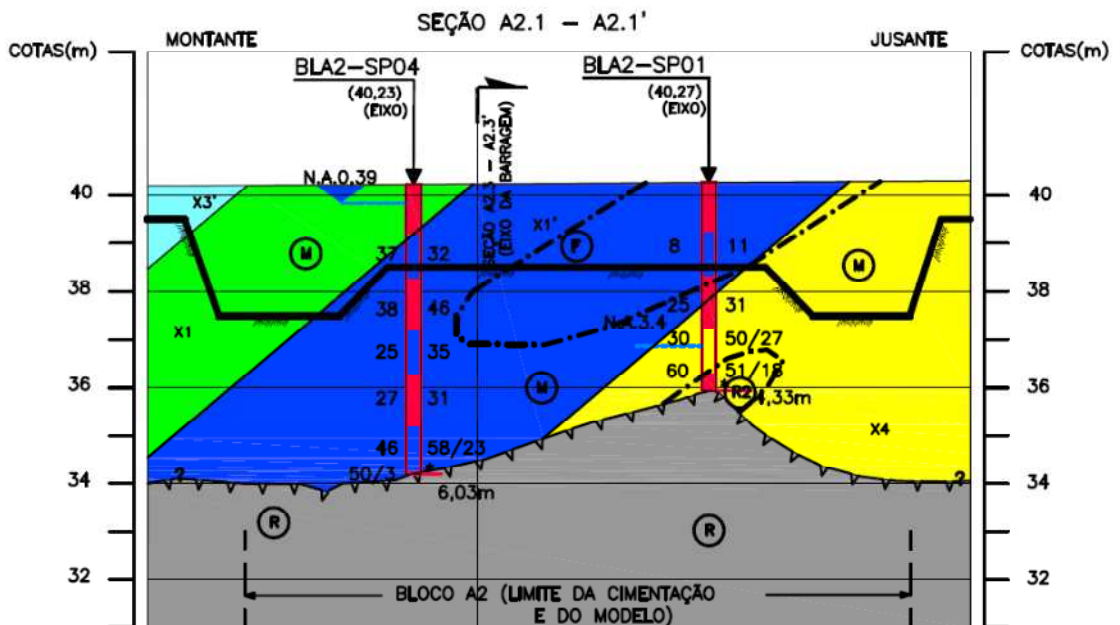 SEÇÃO A2.1 – A2.1'
COTAS(m)
MONTANTE
JUSANTE
COTAS(m)
BLA2–SP04
(40,23)
(EIXO)
BLA2–SP01
(40,27)
(EIXO)
SEÇÃO A2.3 – A2.3'
(EIXO DA BARRAGEM)
40
N.A.0,39
40
X3'
X1'
F
M
M
37
32
8
11
38
38
38
46
25
31
X1
N.A.3.4
25
35
30
50/27
36
60
51/18
36
M
R2
4,33m
27
31
X4
46
58/23
34
?
50/3
?
34
6,03m
R
R
32
32
BLOCO A2 (LIMITE DA CIMENTAÇÃO
E DO MODELO)